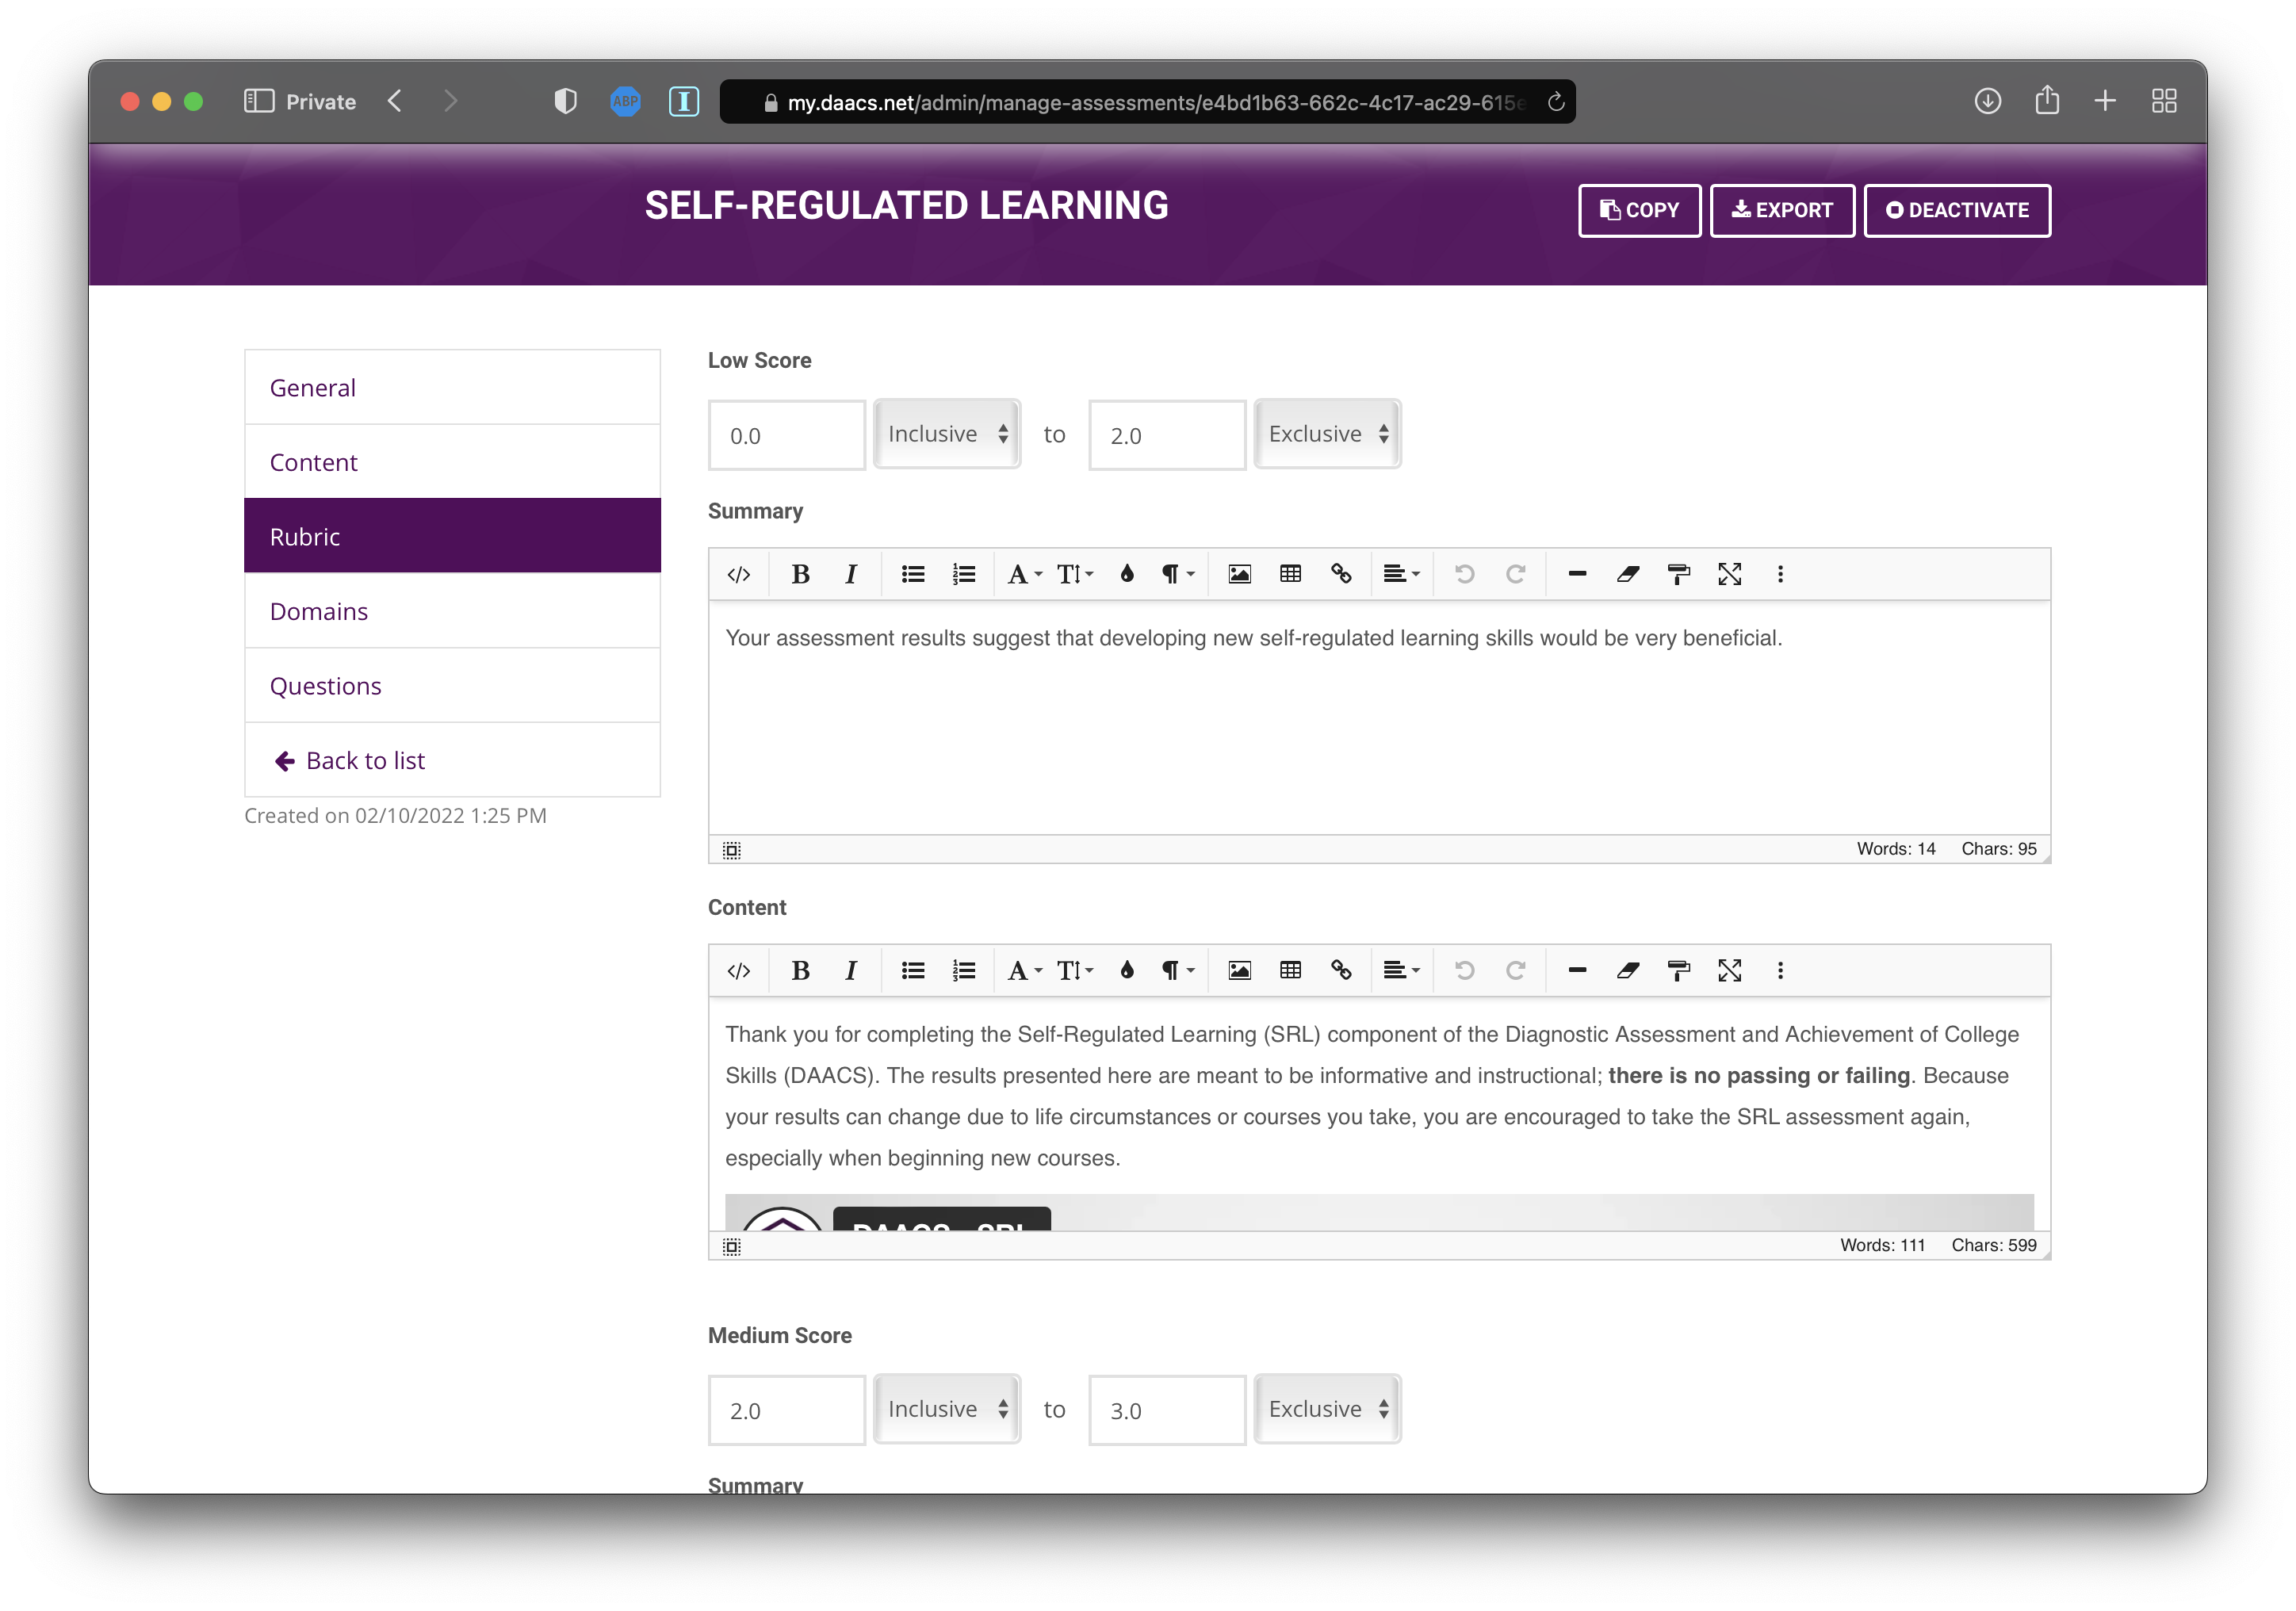 Private
ABP
my.daacs.net/admin/manage-assessments/e4bd1b63-662c-4c17-ac29-615e
SELF-REGULATED LEARNING
COPY
EXPORT
DEACTIVATE
General
Content
Rubric
Domains
Questions
Back to list
Created on 02/10/2022 1:25 PM
Low Score
0.0 Inclusive to 2.0 Exclusive
Summary
Your assessment results suggest that developing new self-regulated learning skills would be very beneficial.
Words: 14 Chars: 95
Content
Thank you for completing the Self-Regulated Learning (SRL) component of the Diagnostic Assessment and Achievement of College
Skills (DAACS). The results presented here are meant to be informative and instructional; there is no passing or failing. Because
your results can change due to life circumstances or courses you take, you are encouraged to take the SRL assessment again,
especially when beginning new courses.
DAACS - SRL
Words: 111 Chars: 599
Medium Score
2.0 Inclusive to 3.0 Exclusive
Summary